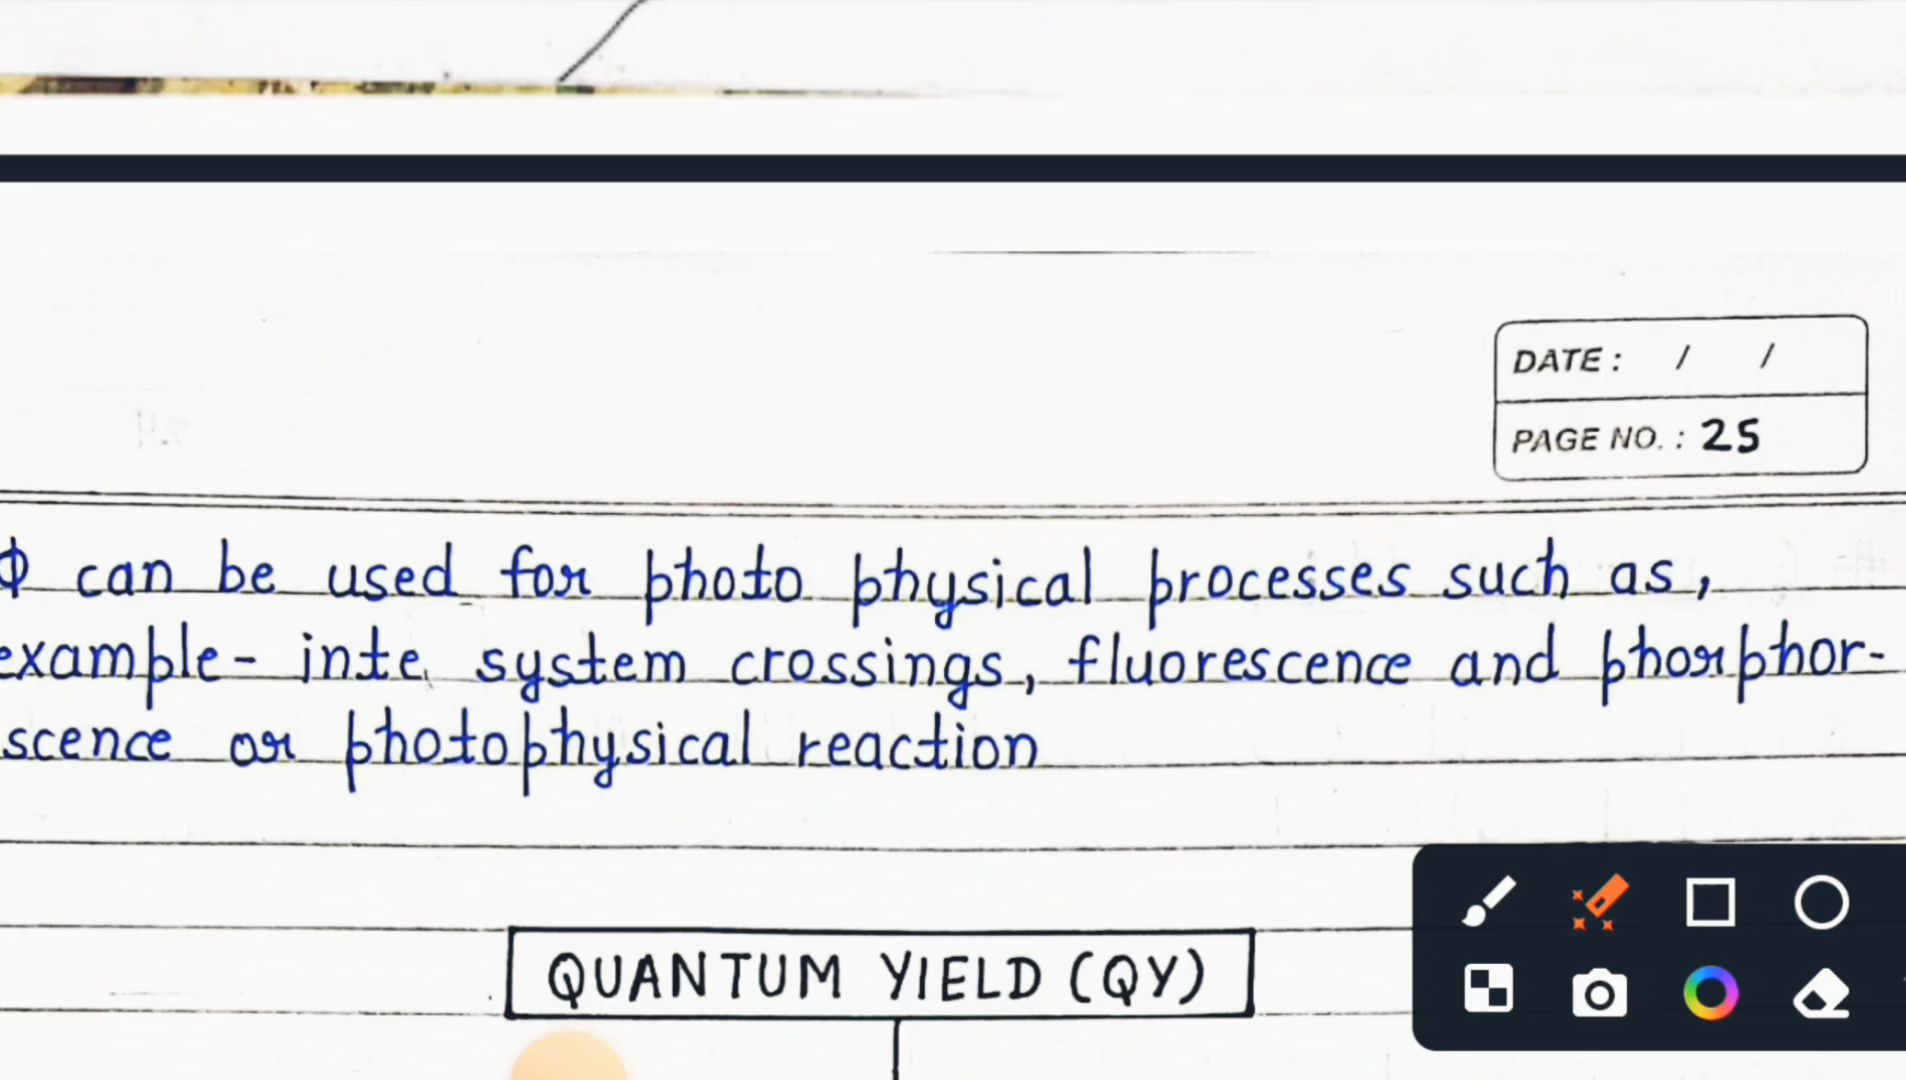 DATE: / /
PAGE NO.: 25
Φ can be used for photo physical processes such as,
example- inte system crossings, fluorescence and phorphor-
scence or photophysical reaction
QUANTUM YIELD (QY)